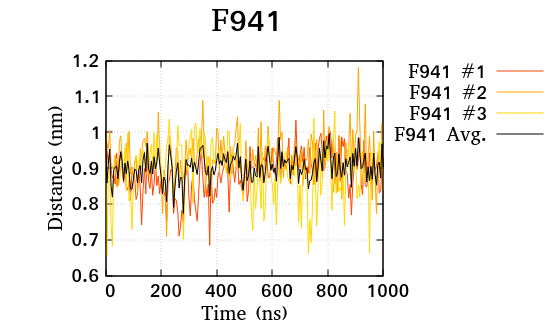 F941
1.2
1.1
1
0.9
0.8
0.7
0.6
Distance (nm)
0 200 400 600 800 1000
Time (ns)
F941 #1
F941 #2
F941 #3
F941 Avg.